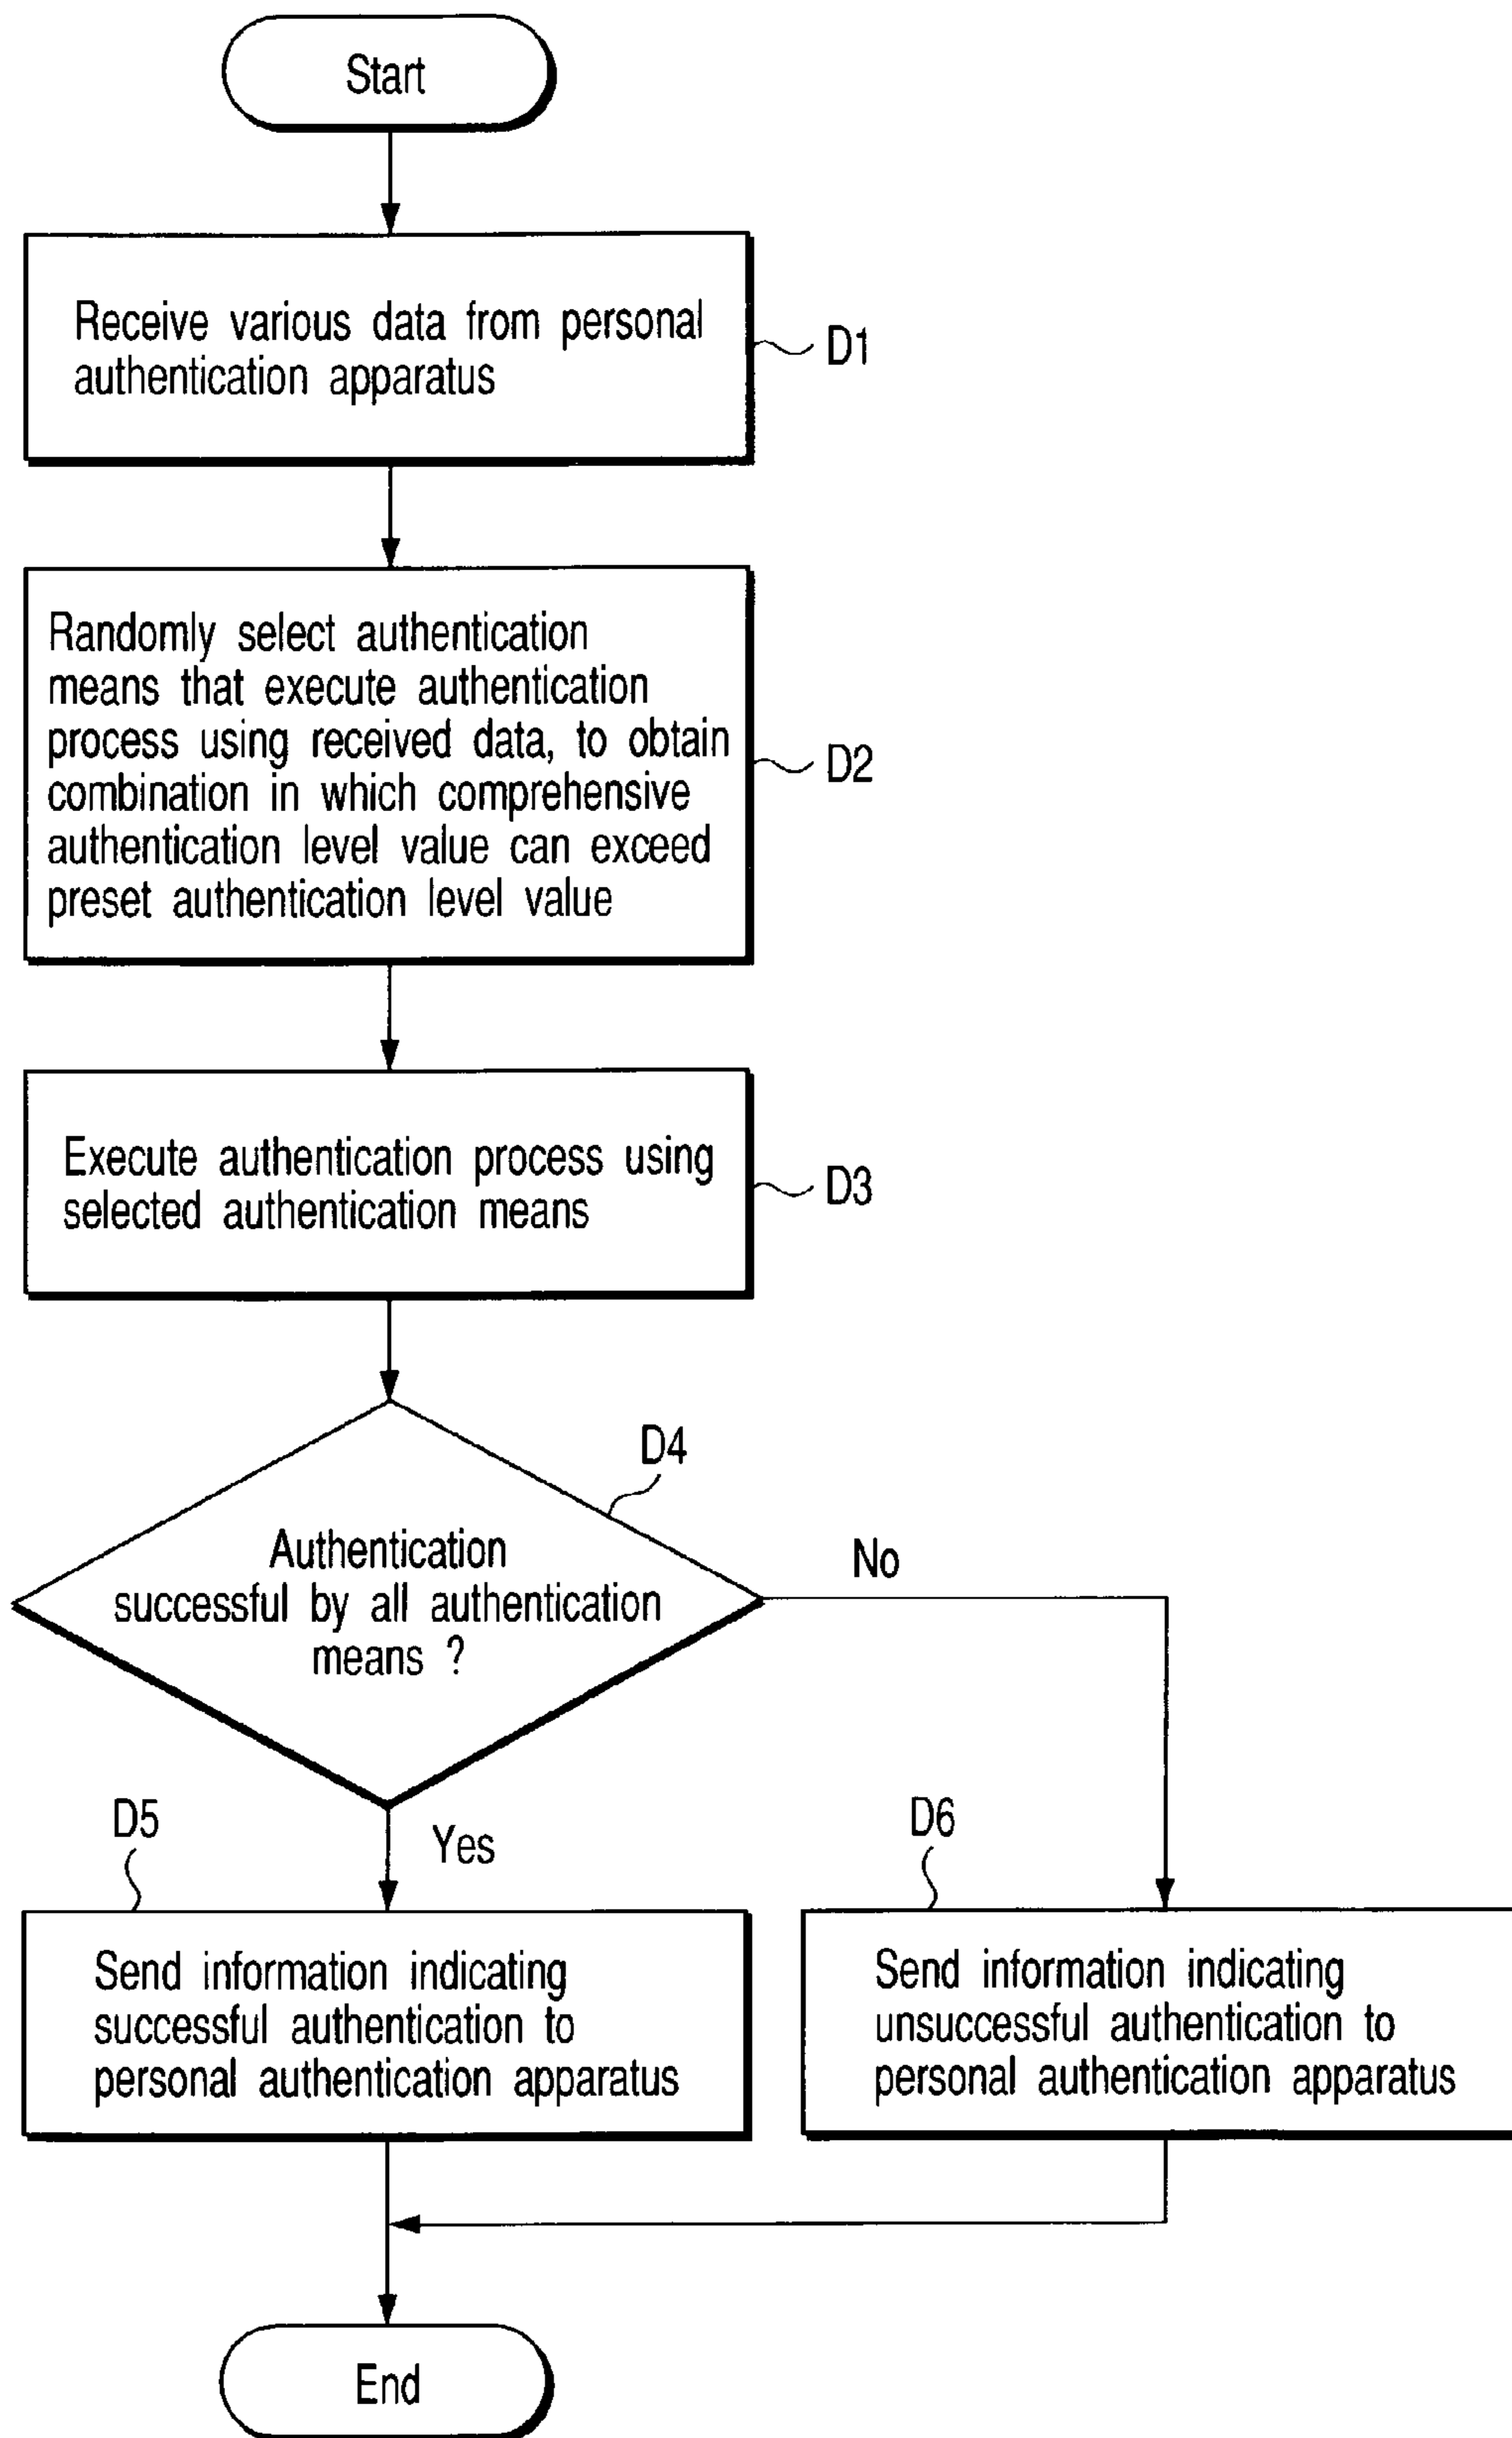 Start
Receive various data from personal
authentication apparatus
D1
Randomly select authentication
means that execute authentication
process using received data, to obtain
combination in which comprehensive
authentication level value can exceed
preset authentication level value
D2
Execute authentication process using
selected authentication means
D3
D4
Authentication
successful by all authentication
means ?
No
Yes
D5
Send information indicating
successful authentication to
personal authentication apparatus
D6
Send information indicating
unsuccessful authentication to
personal authentication apparatus
End